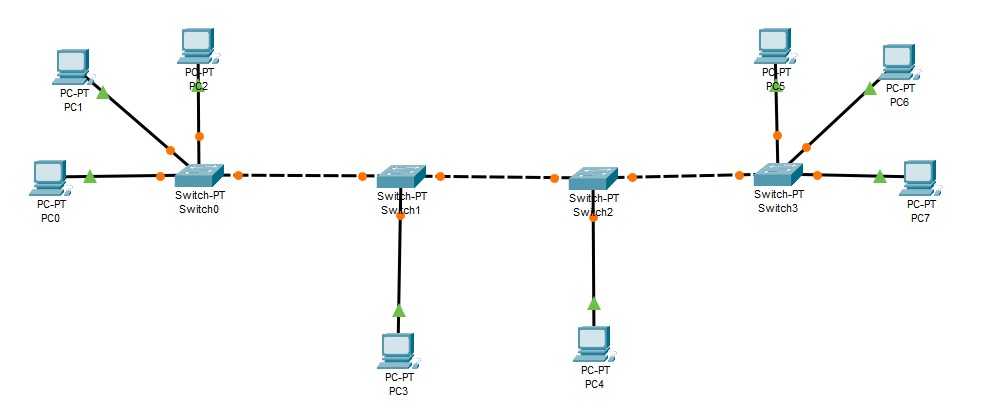 PC-PT
PC1
PC-PT
PC2
PC-PT
PC5
PC-PT
PC6
PC-PT
PC0
Switch-PT
Switch0
Switch-PT
Switch1
Switch-PT
Switch2
Switch-PT
Switch3
PC-PT
PC7
PC-PT
PC3
PC-PT
PC4